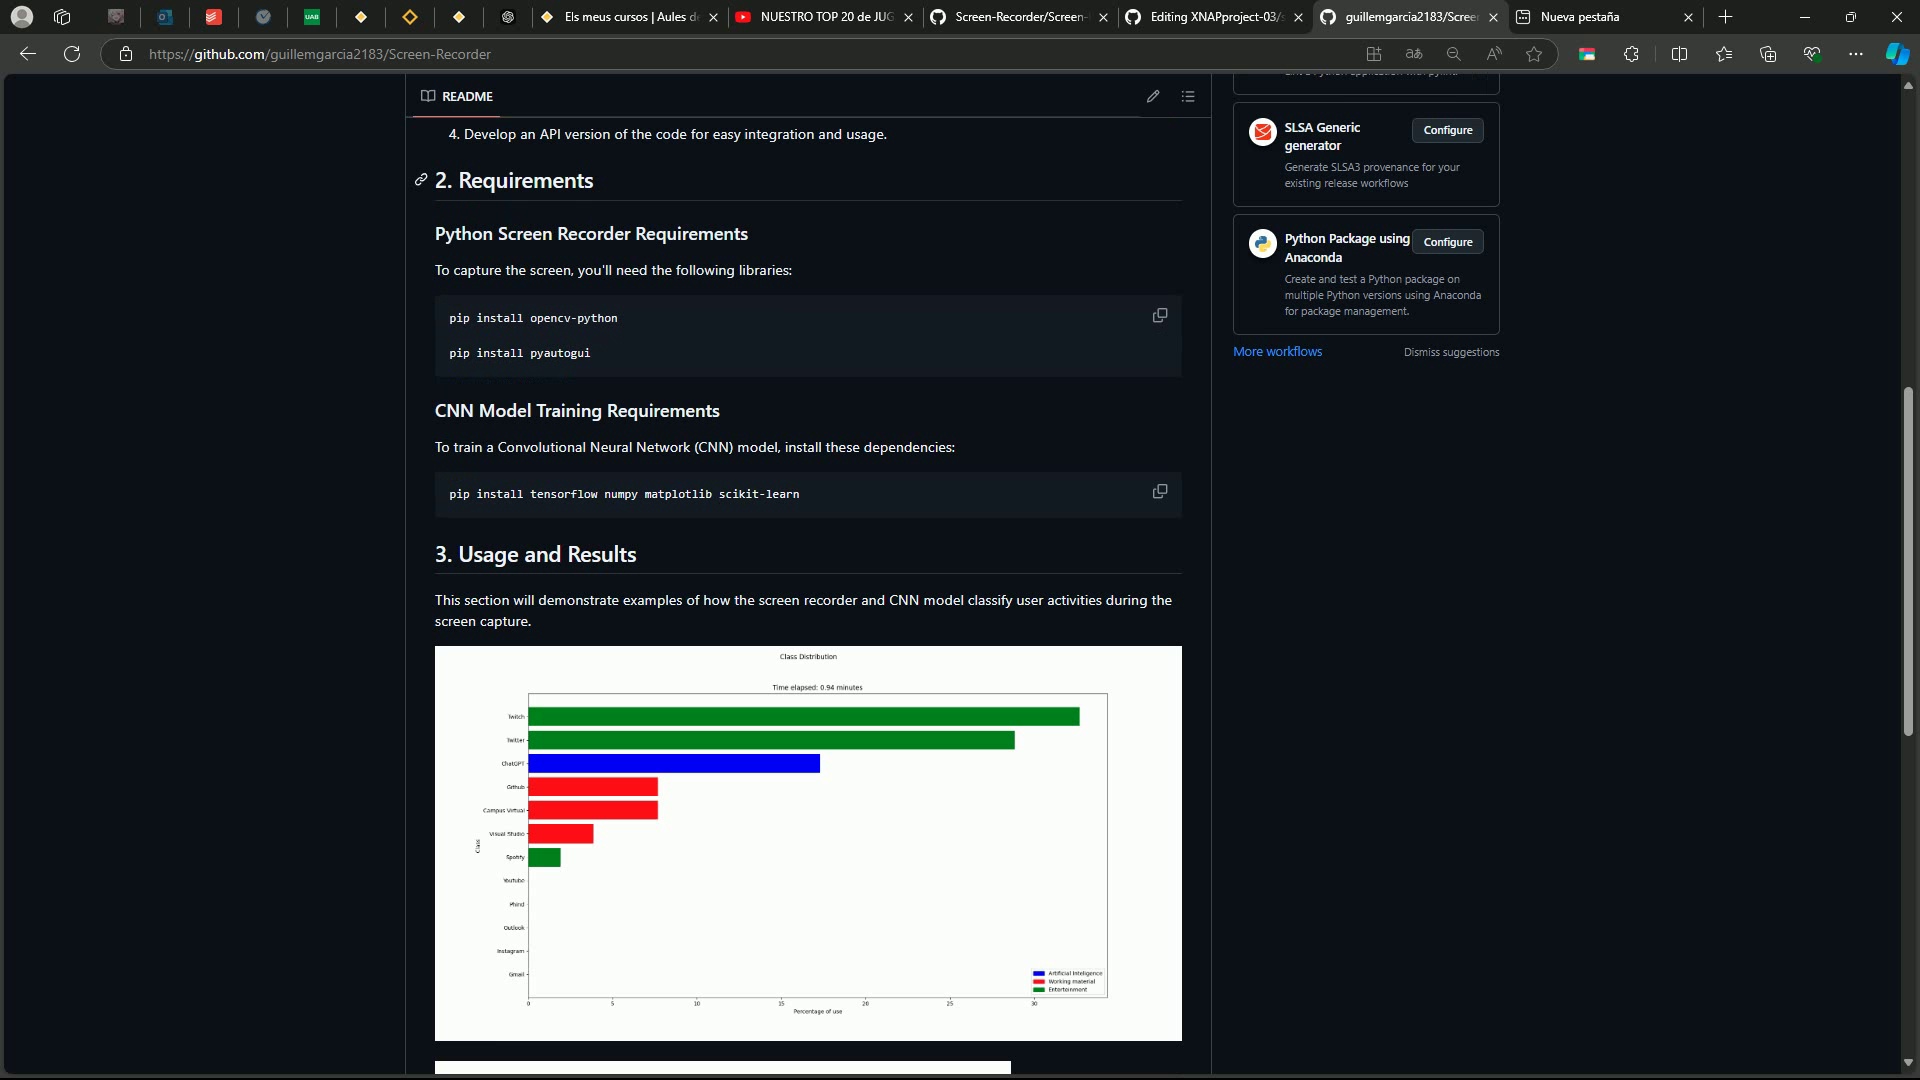 UAB
Els meus cursos | Aules d
NUESTRO TOP 20 de JUG
Screen-Recorder/Screen-
Editing XNAPproject-03/s
guillemgarcia2183/Screen
Nueva pestaña
https://github.com/guillemgarcia2183/Screen-Recorder
README
4. Develop an API version of the code for easy integration and usage.
2. Requirements
Python Screen Recorder Requirements
To capture the screen, you'll need the following libraries:
pip install opencv-python
pip install pyautogui
CNN Model Training Requirements
To train a Convolutional Neural Network (CNN) model, install these dependencies:
pip install tensorflow numpy matplotlib scikit-learn
3. Usage and Results
This section will demonstrate examples of how the screen recorder and CNN model classify user activities during the
screen capture.
Class Distribution
Time elapsed: 0.94 minutes
Twitch
Twitter
ChatGPT
Github
Campus Virtual
Visual Studio
Spotify
Youtube
Phind
Outlook
Instagram
Gmail
Class
0 5 10 15 20 25 30
Percentage of use
Artificial Inteligence
Working material
Entertainment
SLSA Generic
generator
Configure
Generate SLSA3 provenance for your
existing release workflows
Python Package using
Anaconda
Configure
Create and test a Python package on
multiple Python versions using Anaconda
for package management.
More workflows
Dismiss suggestions